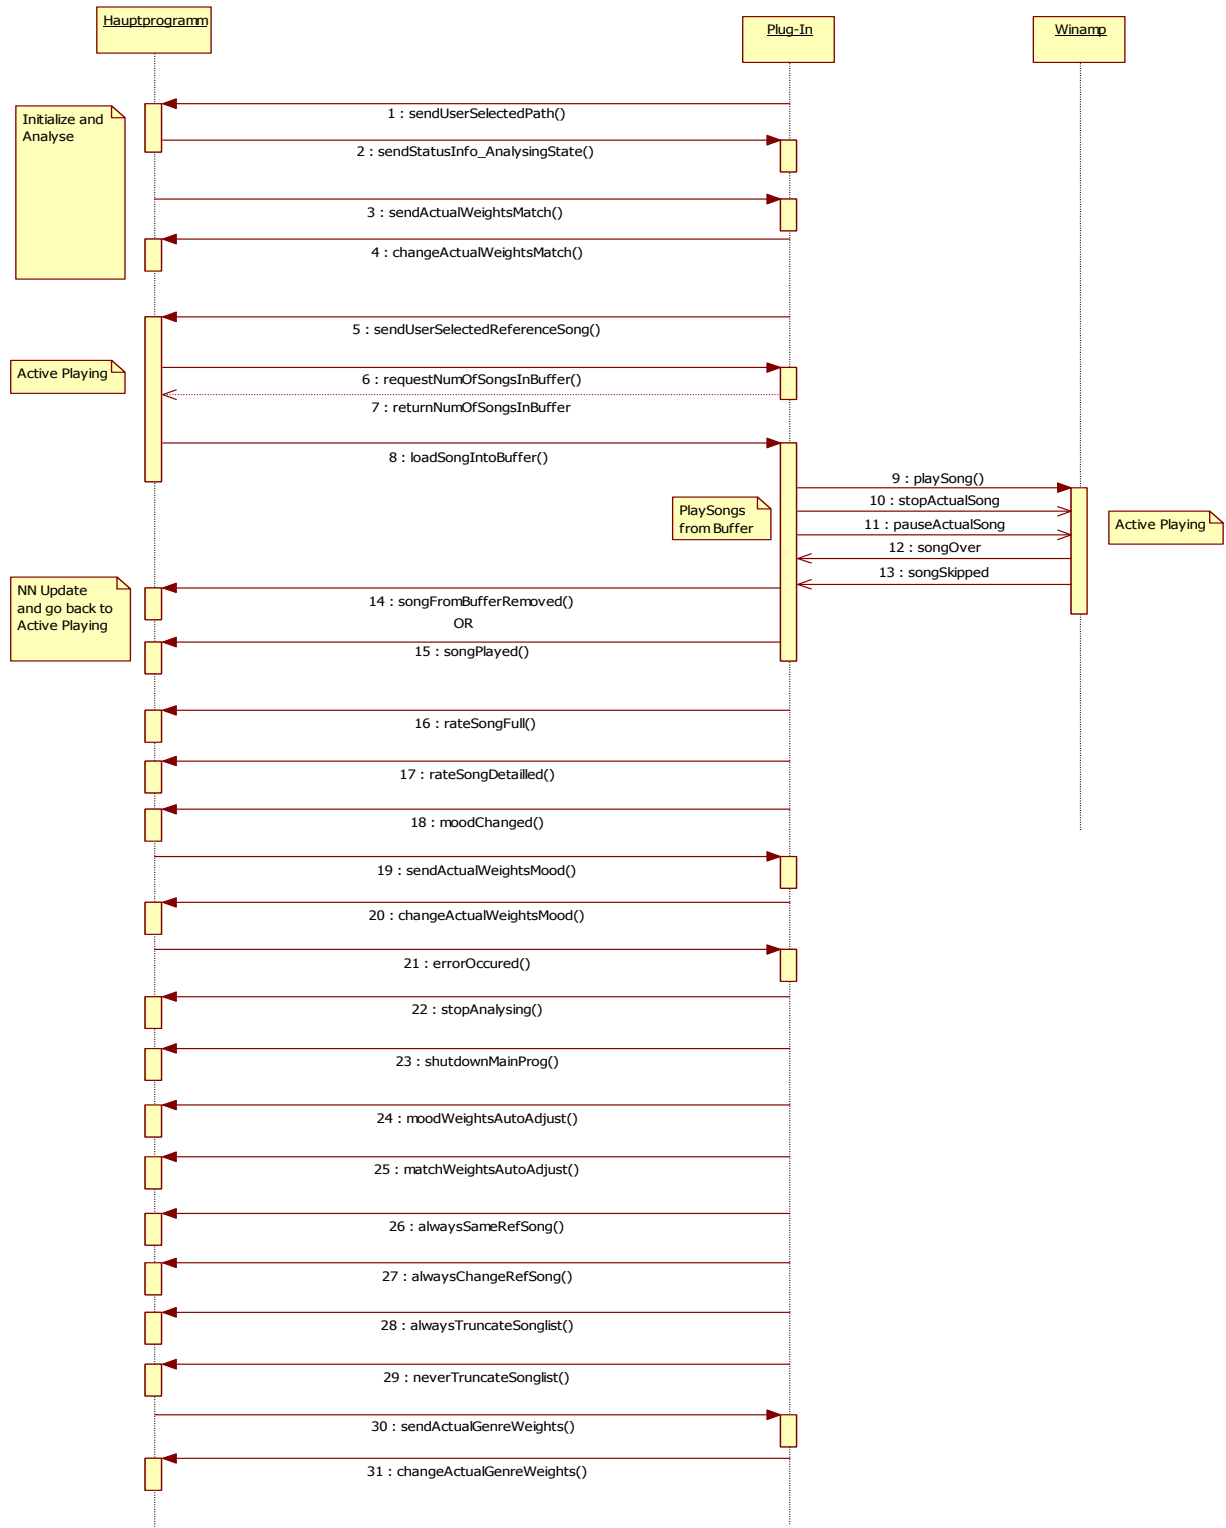 Hauptprogramm
Plug-In
Winamp
Initialize and
Analyse
1 : sendUserSelectedPath()
2 : sendStatusInfo_AnalysingState()
3 : sendActualWeightsMatch()
4 : changeActualWeightsMatch()
5 : sendUserSelectedReferenceSong()
Active Playing
6 : requestNumOfSongsInBuffer()
7 : returnNumOfSongsInBuffer
8 : loadSongIntoBuffer()
9 : playSong()
PlaySongs
from Buffer
10 : stopActualSong
11 : pauseActualSong
Active Playing
12 : songOver
13 : songSkipped
NN Update
and go back to
Active Playing
14 : songFromBufferRemoved()
OR
15 : songPlayed()
16 : rateSongFull()
17 : rateSongDetailled()
18 : moodChanged()
19 : sendActualWeightsMood()
20 : changeActualWeightsMood()
21 : errorOccured()
22 : stopAnalysing()
23 : shutdownMainProg()
24 : moodWeightsAutoAdjust()
25 : matchWeightsAutoAdjust()
26 : alwaysSameRefSong()
27 : alwaysChangeRefSong()
28 : alwaysTruncateSonglist()
29 : neverTruncateSonglist()
30 : sendActualGenreWeights()
31 : changeActualGenreWeights()